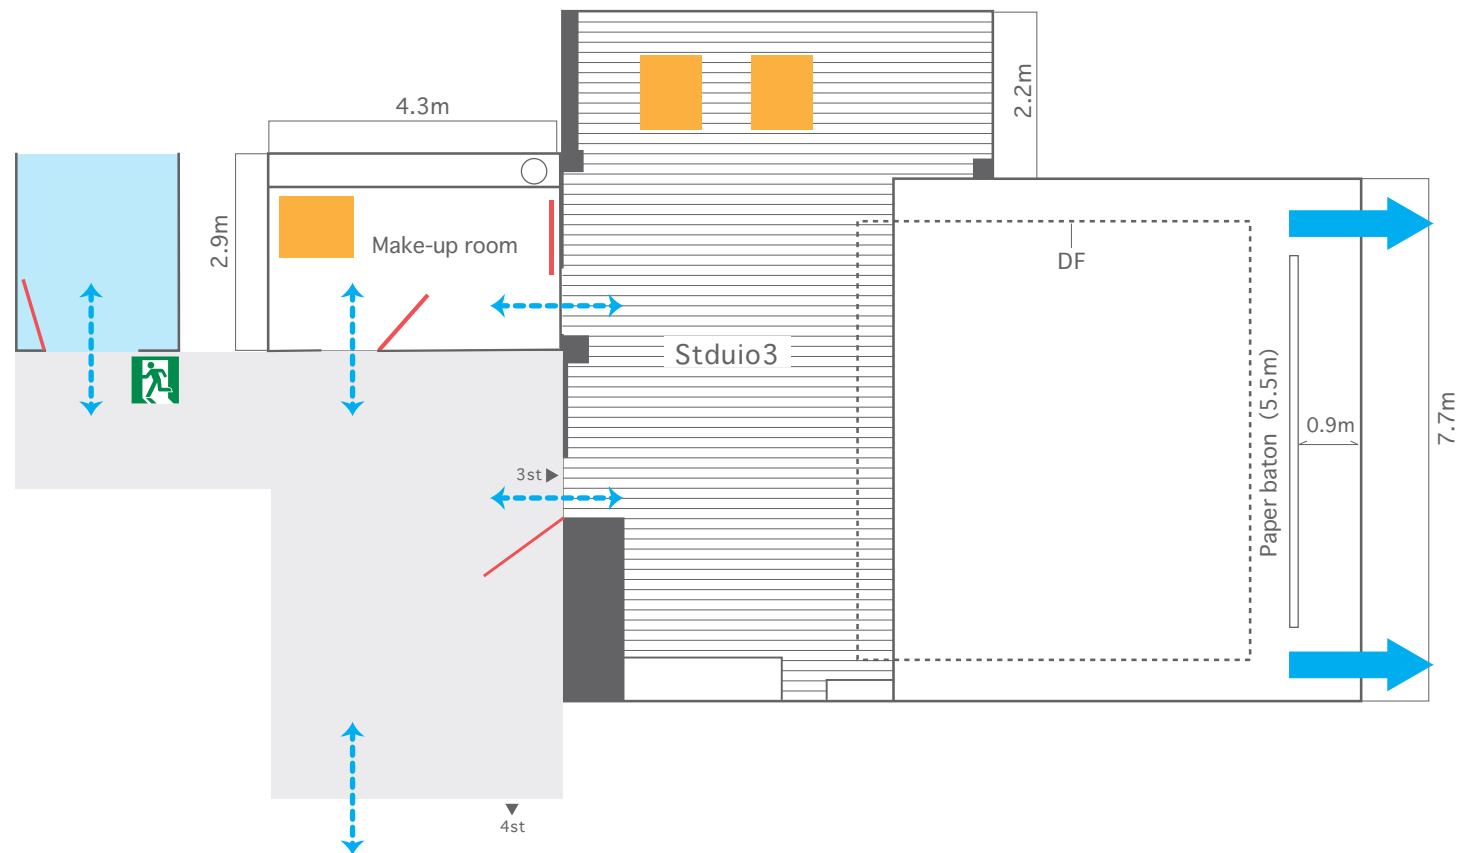 4.3m
2.2m
2.9m
Make-up room
DF
Stduio3
Paper baton (5.5m)
0.9m
7.7m
3st
4st